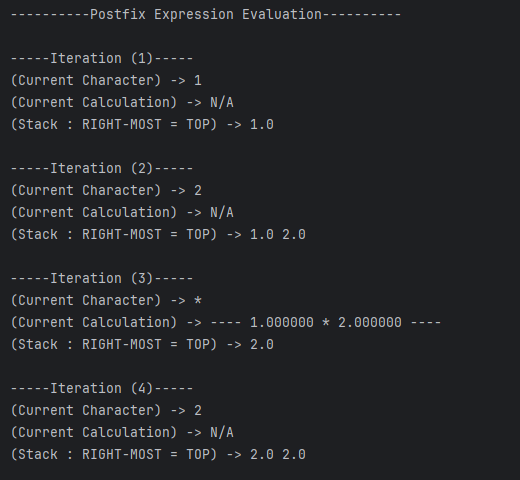 ----------Postfix Expression Evaluation----------
-----Iteration (1)-----
(Current Character) -> 1
(Current Calculation) -> N/A
(Stack : RIGHT-MOST = TOP) -> 1.0
-----Iteration (2)-----
(Current Character) -> 2
(Current Calculation) -> N/A
(Stack : RIGHT-MOST = TOP) -> 1.0 2.0
-----Iteration (3)-----
(Current Character) -> *
(Current Calculation) -> ---- 1.000000 * 2.000000 ----
(Stack : RIGHT-MOST = TOP) -> 2.0
-----Iteration (4)-----
(Current Character) -> 2
(Current Calculation) -> N/A
(Stack : RIGHT-MOST = TOP) -> 2.0 2.0